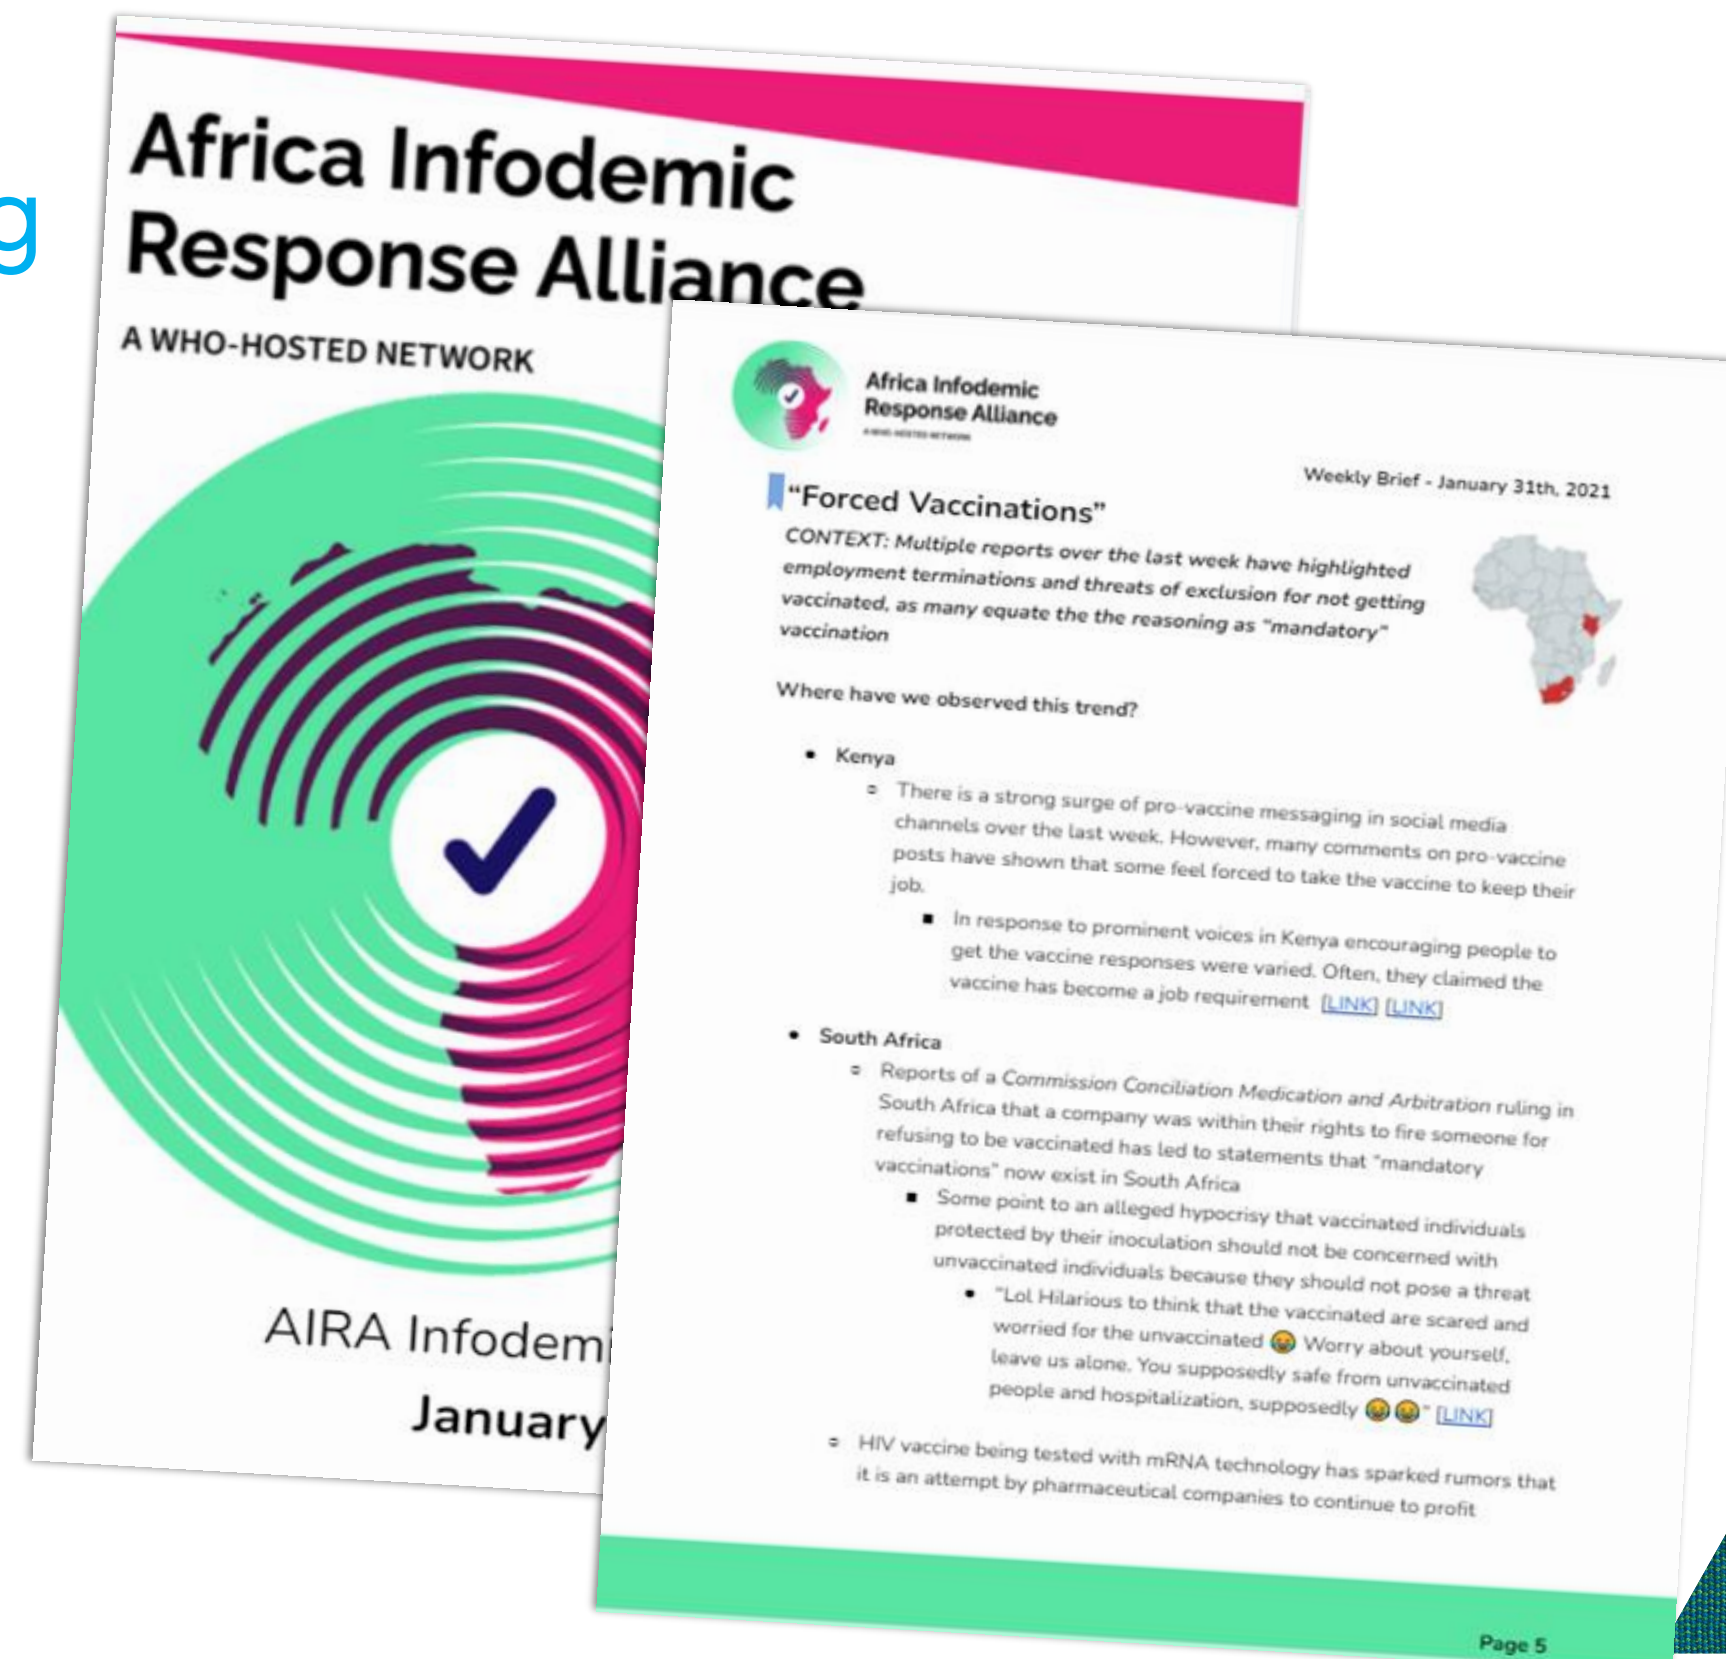 g
Africa Infodemic
Response Alliance
A WHO-HOSTED NETWORK
AIRA Infodemi
January
Africa Infodemic
Response Alliance
A WHO-HOSTED NETWORK
Weekly Brief - January 31th, 2021
“Forced Vaccinations”
CONTEXT: Multiple reports over the last week have highlighted
employment terminations and threats of exclusion for not getting
vaccinated, as many equate the the reasoning as “mandatory”
vaccination
Where have we observed this trend?
● Kenya
○ There is a strong surge of pro-vaccine messaging in social media
channels over the last week. However, many comments on pro-vaccine
posts have shown that some feel forced to take the vaccine to keep their
job.
■ In response to prominent voices in Kenya encouraging people to
get the vaccine responses were varied. Often, they claimed the
vaccine has become a job requirement [LINK] [LINK]
● South Africa
○ Reports of a Commission Conciliation Medication and Arbitration ruling in
South Africa that a company was within their rights to fire someone for
refusing to be vaccinated has led to statements that “mandatory
vaccinations” now exist in South Africa
■ Some point to an alleged hypocrisy that vaccinated individuals
protected by their inoculation should not be concerned with
unvaccinated individuals because they should not pose a threat
● “Lol Hilarious to think that the vaccinated are scared and
worried for the unvaccinated 😂 Worry about yourself,
leave us alone. You supposedly safe from unvaccinated
people and hospitalization, supposedly 😂😂” [LINK]
○ HIV vaccine being tested with mRNA technology has sparked rumors that
it is an attempt by pharmaceutical companies to continue to profit
Page 5